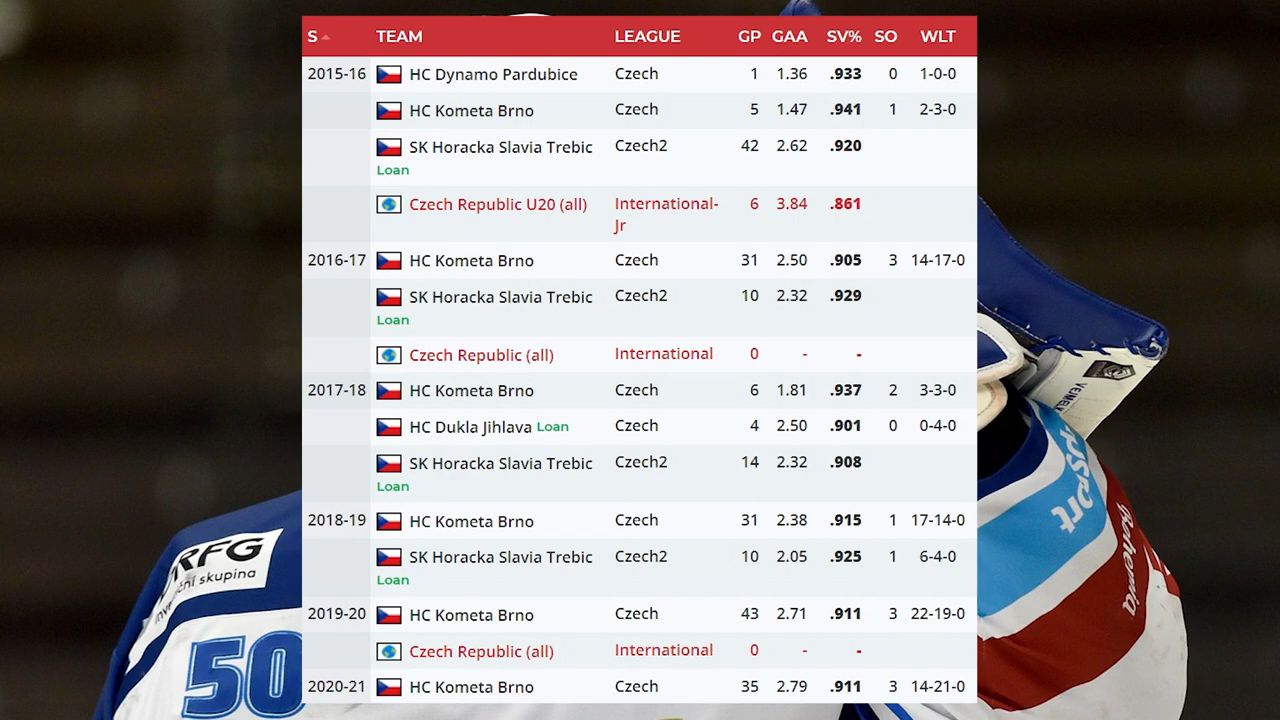 S TEAM LEAGUE GP GAA SV% SO WLT
2015-16 HC Dynamo Pardubice Czech 1 1.36 .933 0 1-0-0
HC Kometa Brno Czech 5 1.47 .941 1 2-3-0
SK Horacka Slavia Trebic Czech2 42 2.62 .920
Loan
Czech Republic U20 (all) International- 6 3.84 .861
Jr
2016-17 HC Kometa Brno Czech 31 2.50 .905 3 14-17-0
SK Horacka Slavia Trebic Czech2 10 2.32 .929
Loan
Czech Republic (all) International 0 - -
2017-18 HC Kometa Brno Czech 6 1.81 .937 2 3-3-0
HC Dukla Jihlava Loan Czech 4 2.50 .901 0 0-4-0
SK Horacka Slavia Trebic Czech2 14 2.32 .908
Loan
2018-19 HC Kometa Brno Czech 31 2.38 .915 1 17-14-0
SK Horacka Slavia Trebic Czech2 10 2.05 .925 1 6-4-0
Loan
2019-20 HC Kometa Brno Czech 43 2.71 .911 3 22-19-0
Czech Republic (all) International 0 - -
2020-21 HC Kometa Brno Czech 35 2.79 .911 3 14-21-0
RFG
skupina
50
Bohemia